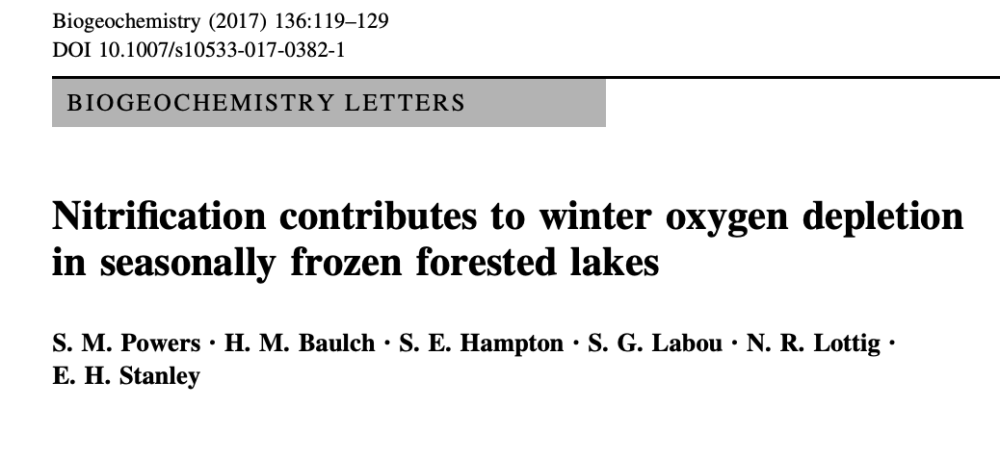 Biogeochemistry (2017) 136:119–129
DOI 10.1007/s10533-017-0382-1
BIOGEOCHEMISTRY LETTERS
Nitrification contributes to winter oxygen depletion
in seasonally frozen forested lakes
S. M. Powers · H. M. Baulch · S. E. Hampton · S. G. Labou · N. R. Lottig ·
E. H. Stanley